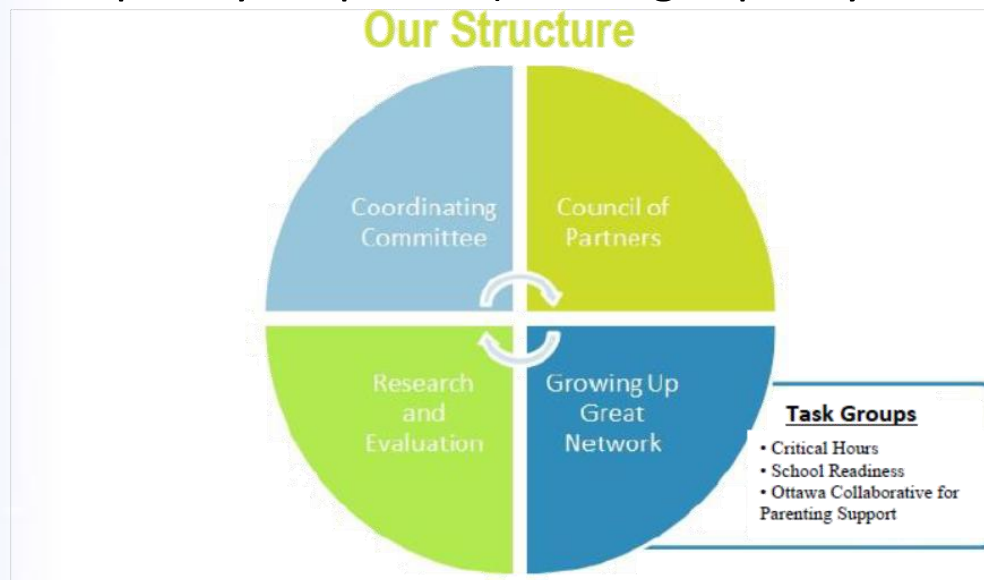 Our Structure
Coordinating
Committee
Council of
Partners
Research
and
Evaluation
Growing Up
Great
Network
Task Groups
• Critical Hours
• School Readiness
• Ottawa Collaborative for
Parenting Support